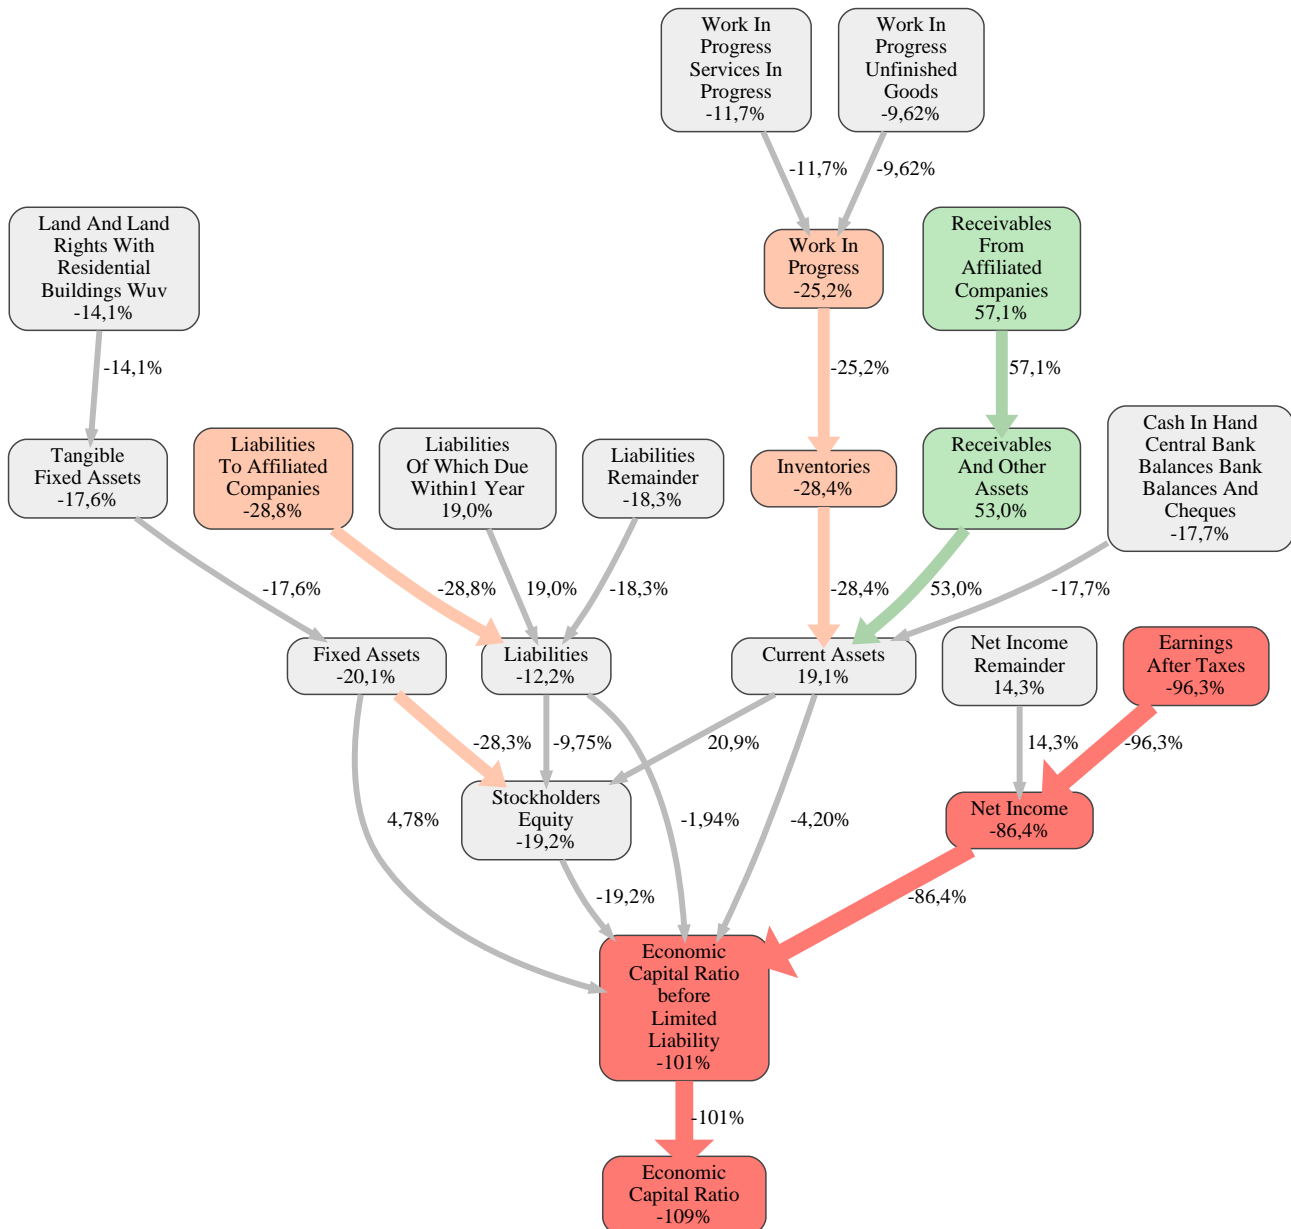 Work In
Progress
Services In
Progress
-11,7%
Work In
Progress
Unfinished
Goods
-9,62%
-11,7%
-9,62%
Land And Land
Rights With
Residential
Buildings Wuv
-14,1%
Work In
Progress
-25,2%
Receivables
From
Affiliated
Companies
57,1%
-14,1%
-25,2%
57,1%
Tangible
Fixed Assets
-17,6%
Liabilities
To Affiliated
Companies
-28,8%
Liabilities
Of Which Due
Within1 Year
19,0%
Liabilities
Remainder
-18,3%
Inventories
-28,4%
Receivables
And Other
Assets
53,0%
Cash In Hand
Central Bank
Balances Bank
Balances And
Cheques
-17,7%
-17,6%
-28,8%
19,0%
-18,3%
-28,4%
53,0%
-17,7%
Fixed Assets
-20,1%
Liabilities
-12,2%
Current Assets
19,1%
Net Income
Remainder
14,3%
Earnings
After Taxes
-96,3%
-28,3%
-9,75%
20,9%
14,3%
-96,3%
4,78%
Stockholders
Equity
-19,2%
-1,94%
-4,20%
Net Income
-86,4%
-19,2%
-86,4%
Economic
Capital Ratio
before
Limited
Liability
-101%
-101%
Economic
Capital Ratio
-109%